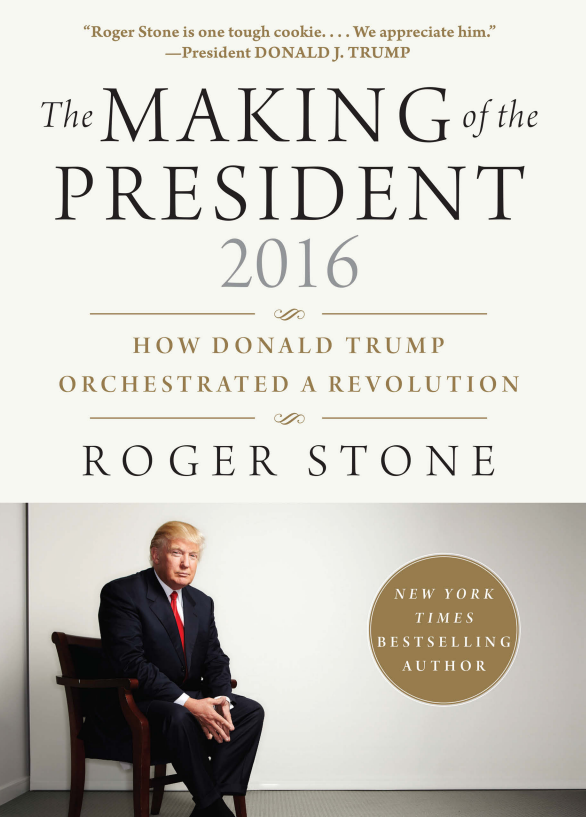 “Roger Stone is one tough cookie. . . . We appreciate him.”
—President DONALD J. TRUMP
The MAKING of the
PRESIDENT
2016
HOW DONALD TRUMP
ORCHESTRATED A REVOLUTION
ROGER STONE
NEW YORK
TIMES
BESTSELLING
AUTHOR